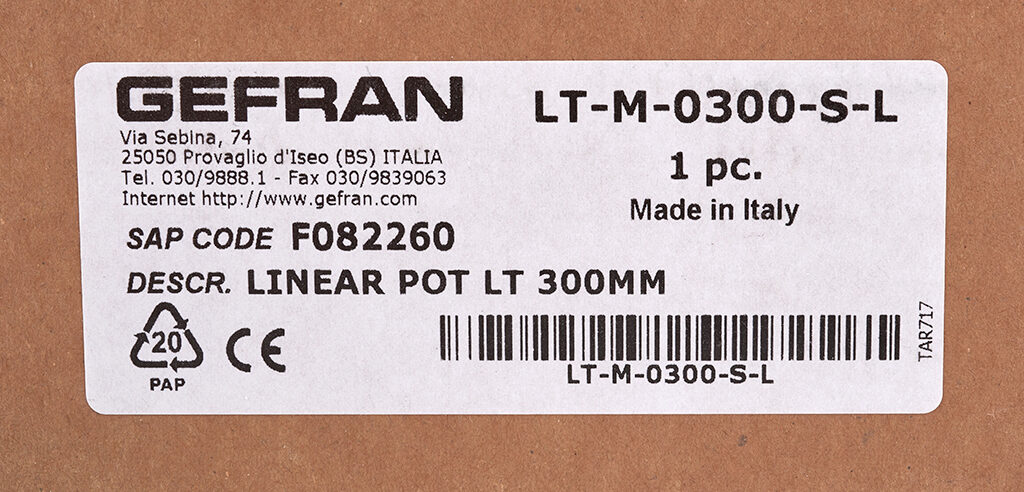 GEFRAN
Via Sebina, 74
25050 Provaglio d'Iseo (BS) ITALIA
Tel. 030/9888.1 - Fax 030/9839063
Internet http://www.gefran.com
LT-M-0300-S-L
1 pc.
Made in Italy
SAP CODE F082260
DESCR. LINEAR POT LT 300MM
20
PAP
CE
LT-M-0300-S-L
TAR717